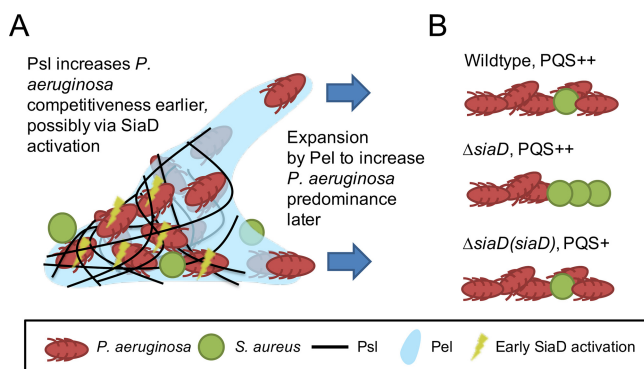 A
Psl increases P.
aeruginosa
competitiveness earlier,
possibly via SiaD
activation
Expansion
by Pel to increase
P. aeruginosa
predominance
later
B
Wildtype, PQS++
ΔsiaD, PQS++
ΔsiaD(siaD), PQS+
P. aeruginosa
S. aureus
Psl
Pel
Early SiaD activation